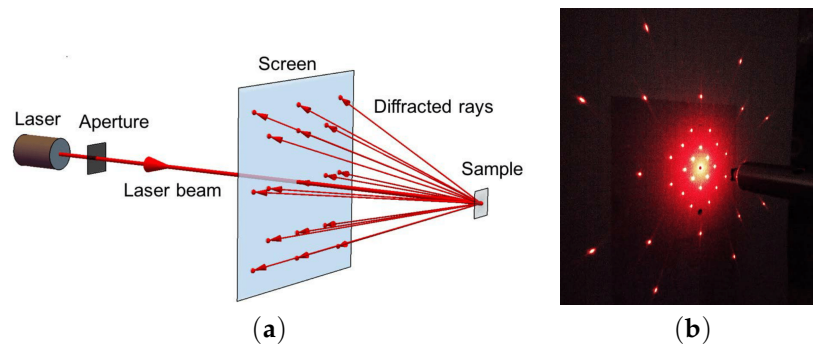 Screen
Laser
Aperture
Diffracted rays
Sample
Laser beam
(a)
(b)